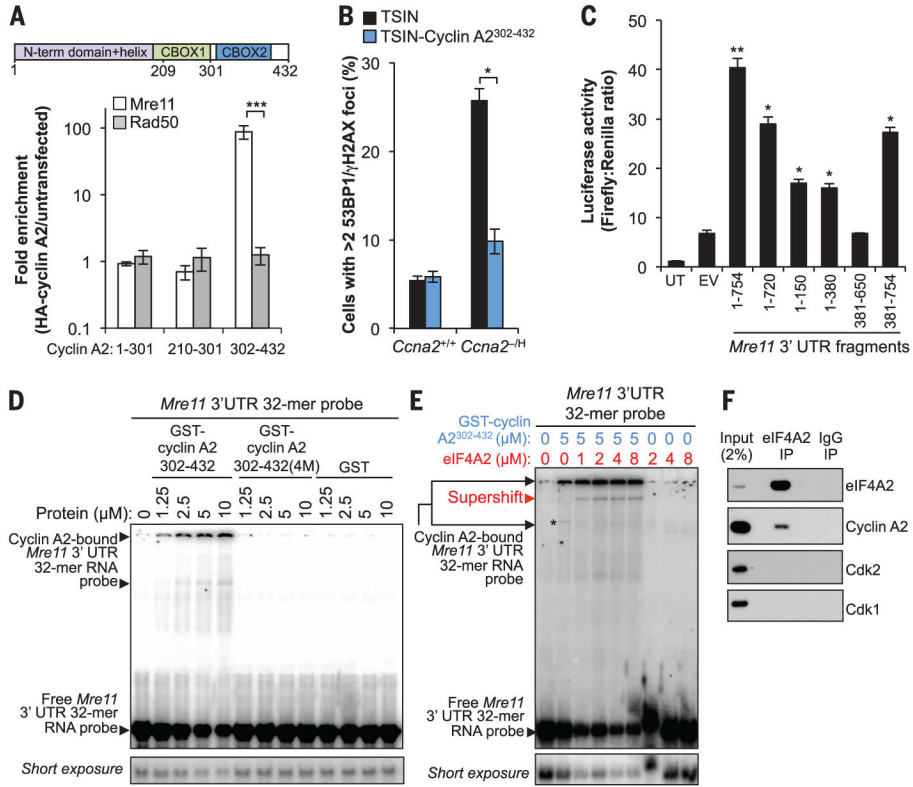 A
N-term domain+helix CBOX1 CBOX2
1 209 301 432
Mre11
Rad50
***
Fold enrichment
(HA-cyclin A2/untransfected)
100
10
1
0.1
Cyclin A2: 1-301 210-301 302-432
B
TSIN
TSIN-Cyclin A2³⁰²⁻⁴³²
Cells with >2 53BP1/γH2AX foci (%)
30
20
10
0
*
Ccna2⁺/⁺ Ccna2⁻/ᴴ
C
Luciferase activity
(Firefly:Renilla ratio)
50
40
30
20
10
0
** * * * *
UT EV 1-754 1-720 1-150 1-380 381-650 381-754
Mre11 3' UTR fragments
D
Mre11 3'UTR 32-mer probe
GST-
cyclin A2
302-432
GST-
cyclin A2
302-432(4M)
GST
Protein (µM): 0 1.25 2.5 5 10 1.25 2.5 5 10 1.25 2.5 5 10
Cyclin A2-bound
Mre11 3' UTR
32-mer RNA
probe
Free Mre11
3' UTR 32-mer
RNA probe
Short exposure
E
Mre11 3'UTR
32-mer probe
GST-cyclin
A2³⁰²⁻⁴³² (µM): 0 5 5 5 5 5 0 0 0
eIF4A2 (µM): 0 0 1 2 4 8 2 4 8
Supershift
*
Cyclin A2-bound
Mre11 3' UTR
32-mer RNA
probe
Free Mre11
3' UTR 32-mer
RNA probe
Short exposure
F
Input
(2%)
eIF4A2
IP
IgG
IP
eIF4A2
Cyclin A2
Cdk2
Cdk1